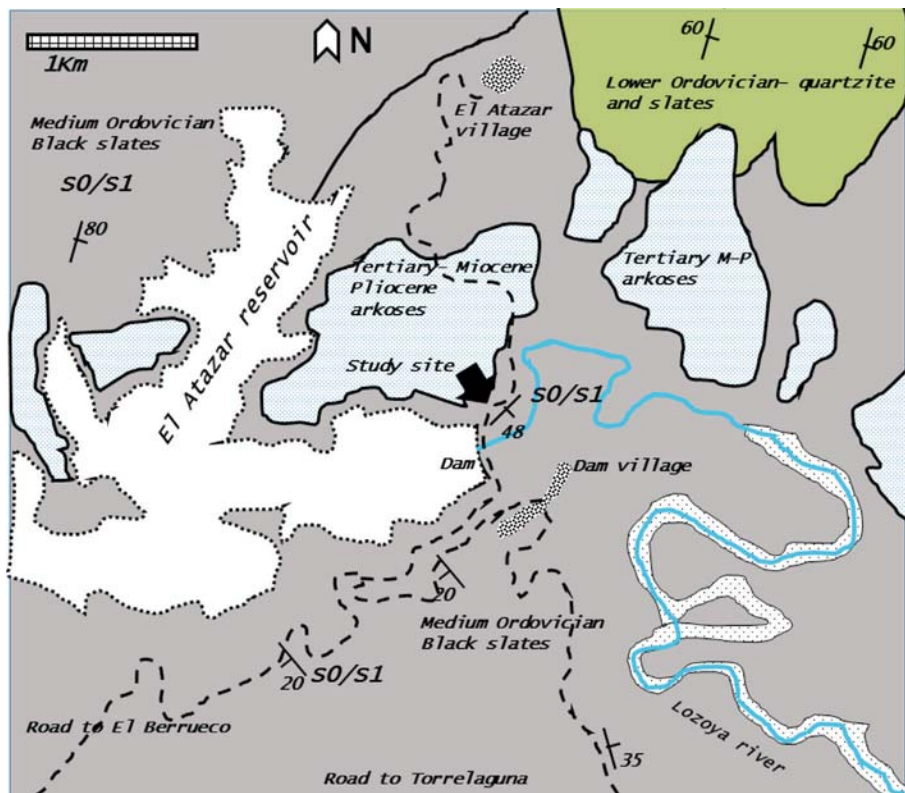 60
60
1Km
N
Lower Ordovician- quartzite
and slates
El Atazar
village
Medium Ordovician
Black slates
S0/S1
80
El Atazar reservoir
Tertiary- Miocene
Pliocene
arkoses
Tertiary M-P
arkoses
Study site
S0/S1
48
Dam
Dam village
20
Medium Ordovician
Black slates
20
S0/S1
Road to El Berrueco
Lozoya river
35
Road to Torrelaguna